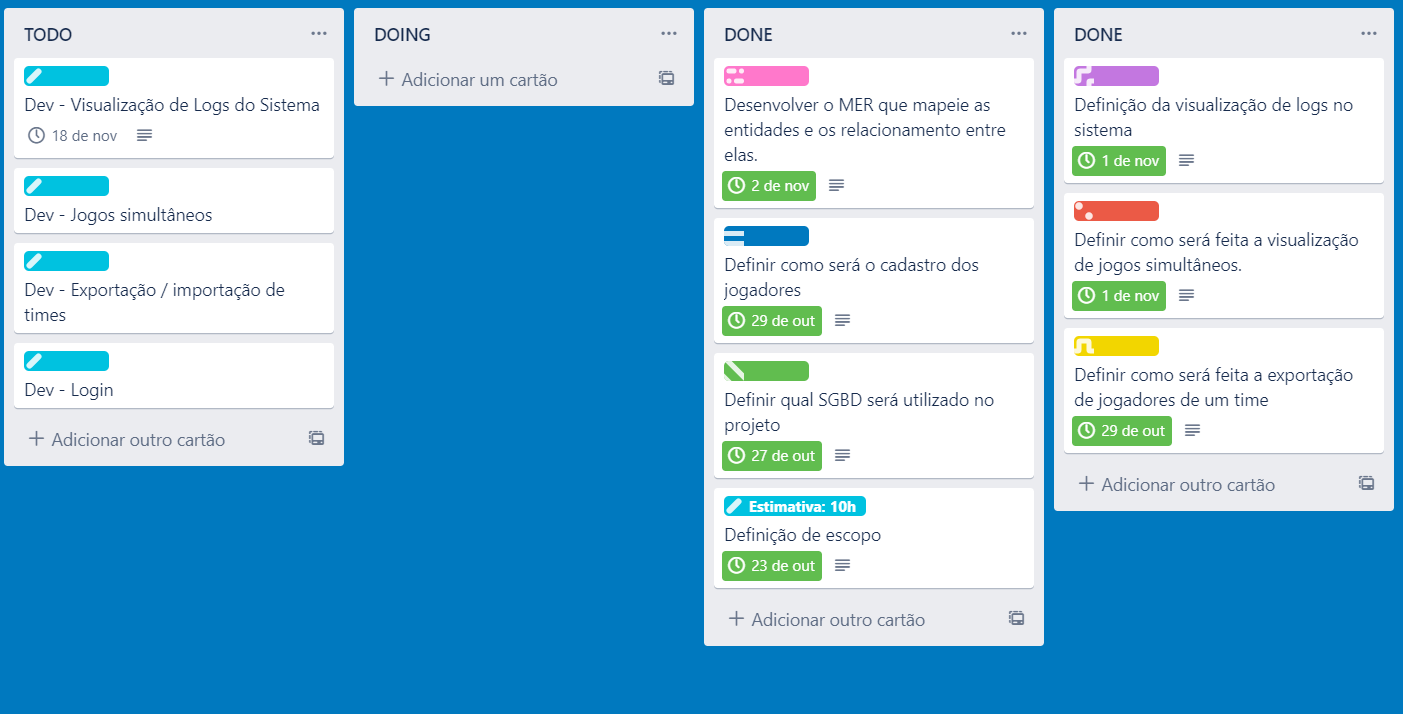 TODO
Dev - Visualização de Logs do Sistema
18 de nov
Dev - Jogos simultâneos
Dev - Exportação / importação de
times
Dev - Login
Adicionar outro cartão
DOING
Adicionar um cartão
DONE
Desenvolver o MER que mapeie as
entidades e os relacionamento entre
elas.
2 de nov
Definir como será o cadastro dos
jogadores
29 de out
Definir qual SGBD será utilizado no
projeto
27 de out
Estimativa: 10h
Definição de escopo
23 de out
Adicionar outro cartão
DONE
Definição da visualização de logs no
sistema
1 de nov
Definir como será feita a visualização
de jogos simultâneos.
1 de nov
Definir como será feita a exportação
de jogadores de um time
29 de out
Adicionar outro cartão